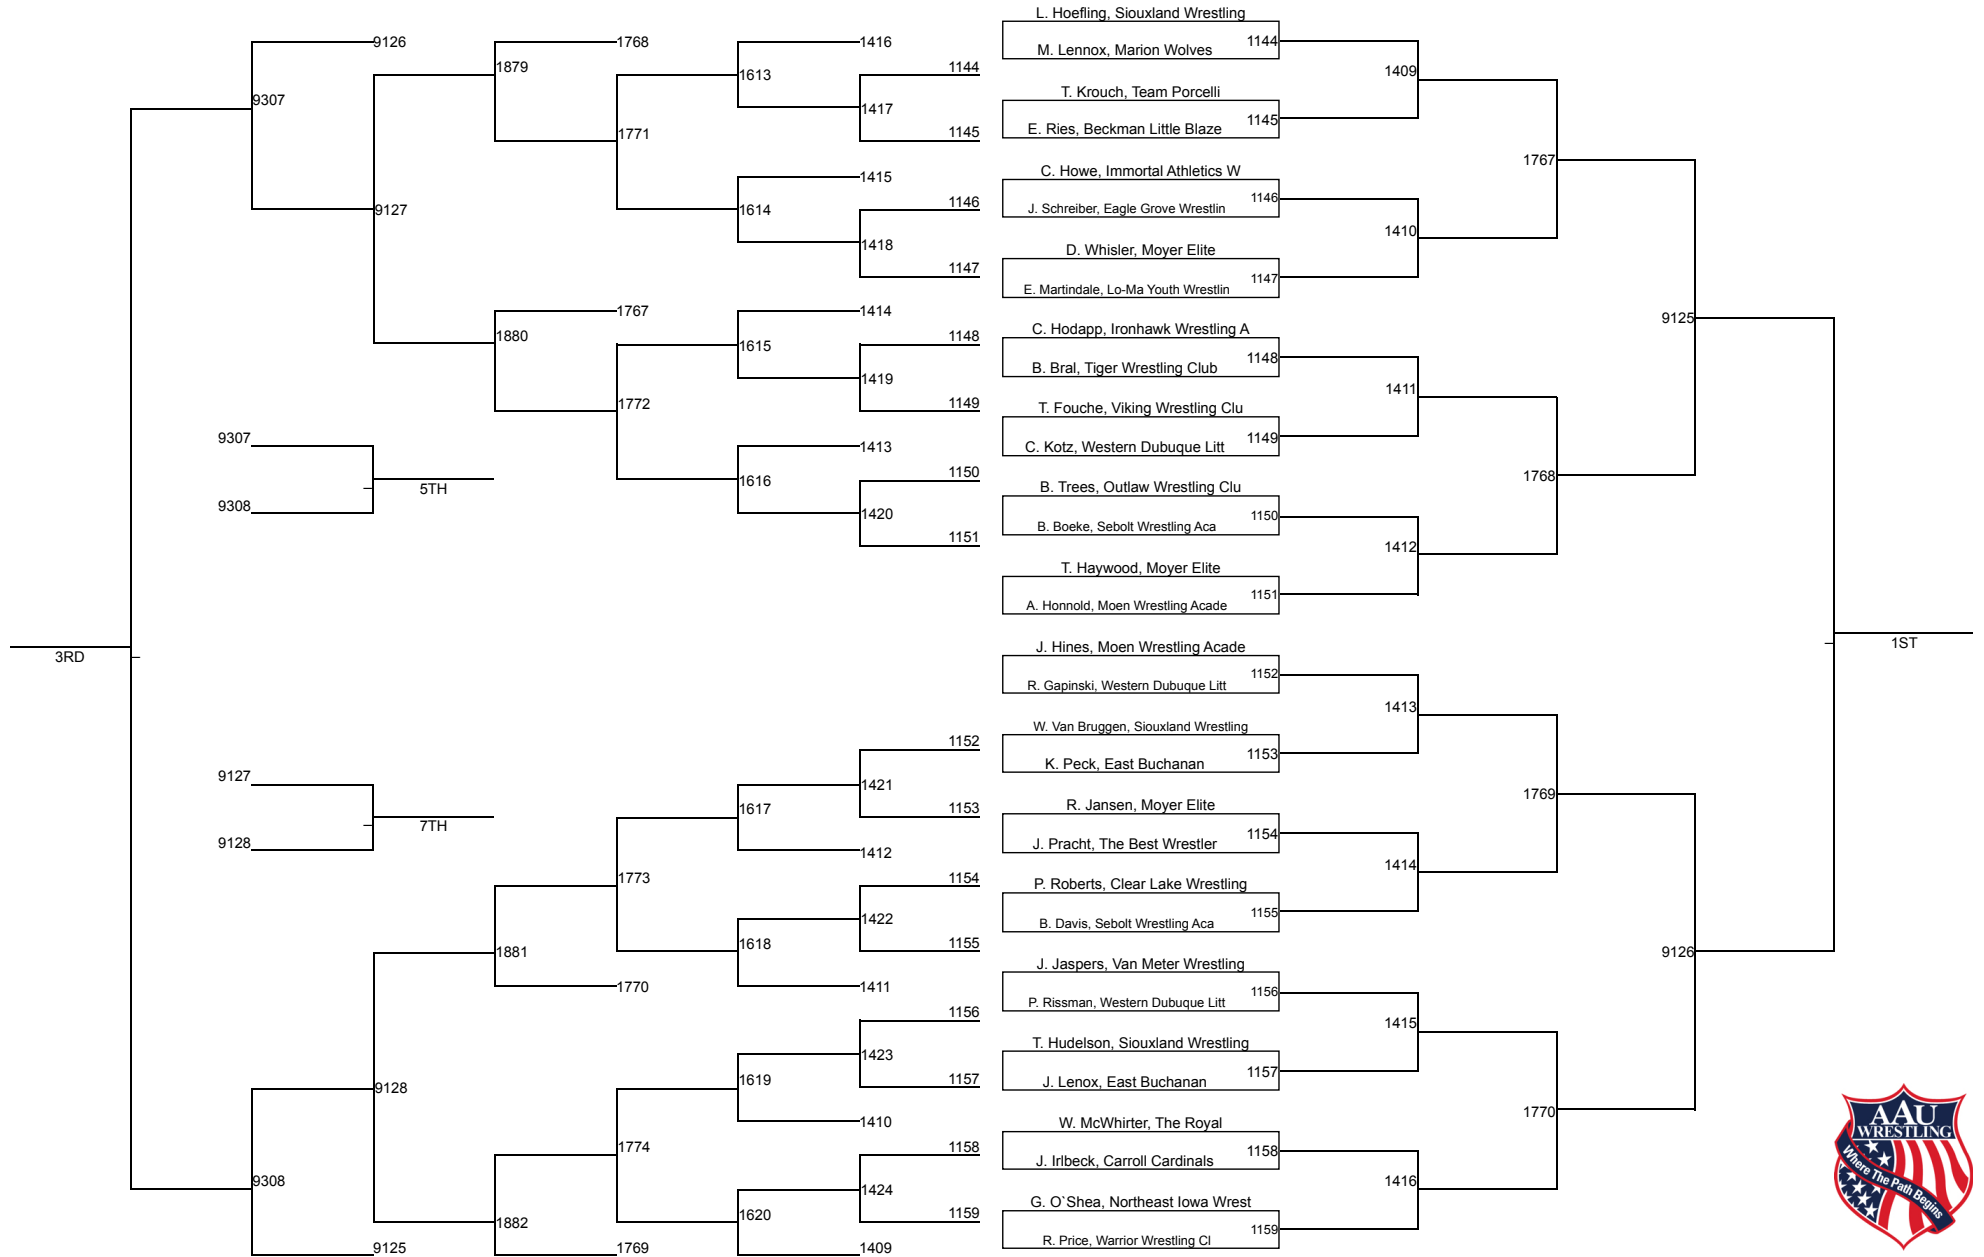 L. Hoefling, Siouxland Wrestling
9126
1768
1416
1144
M. Lennox, Marion Wolves
1879
1144
1409
1613
9307
T. Krouch, Team Porcelli
1417
1145
E. Ries, Beckman Little Blaze
1771
1145
1767
C. Howe, Immortal Athletics W
1415
1146
1146
J. Schreiber, Eagle Grove Wrestlin
9127
1614
1410
1418
D. Whisler, Moyer Elite
1147
1147
E. Martindale, Lo-Ma Youth Wrestlin
1767
1414
9125
C. Hodapp, Ironhawk Wrestling A
1880
1148
1615
1148
B. Bral, Tiger Wrestling Club
1419
1411
1772
1149
T. Fouche, Viking Wrestling Clu
9307
1149
1413
C. Kotz, Western Dubuque Litt
1150
1768
1616
5TH
B. Trees, Outlaw Wrestling Clu
9308
1420
1150
B. Boeke, Sebolt Wrestling Aca
1151
1412
T. Haywood, Moyer Elite
1151
A. Honnold, Moen Wrestling Acade
3RD
J. Hines, Moen Wrestling Acade
1ST
1152
R. Gapinski, Western Dubuque Litt
1413
W. Van Bruggen, Siouxland Wrestling
1152
1153
K. Peck, East Buchanan
9127
1421
1769
R. Jansen, Moyer Elite
1617
1153
7TH
1154
J. Pracht, The Best Wrestler
9128
1412
1414
1773
1154
P. Roberts, Clear Lake Wrestling
1155
1422
B. Davis, Sebolt Wrestling Aca
1618
1155
1881
9126
J. Jaspers, Van Meter Wrestling
1770
1411
1156
P. Rissman, Western Dubuque Litt
1156
1415
T. Hudelson, Siouxland Wrestling
1423
1157
1619
1157
J. Lenox, East Buchanan
9128
1770
1410
W. McWhirter, The Royal
1774
1158
1158
J. Irlbeck, Carroll Cardinals
9308
1424
1416
G. O`Shea, Northeast Iowa Wrest
1882
1620
1159
1159
R. Price, Warrior Wrestling Cl
9125
1769
1409
AAU
WRESTLING
Where The Path Begins